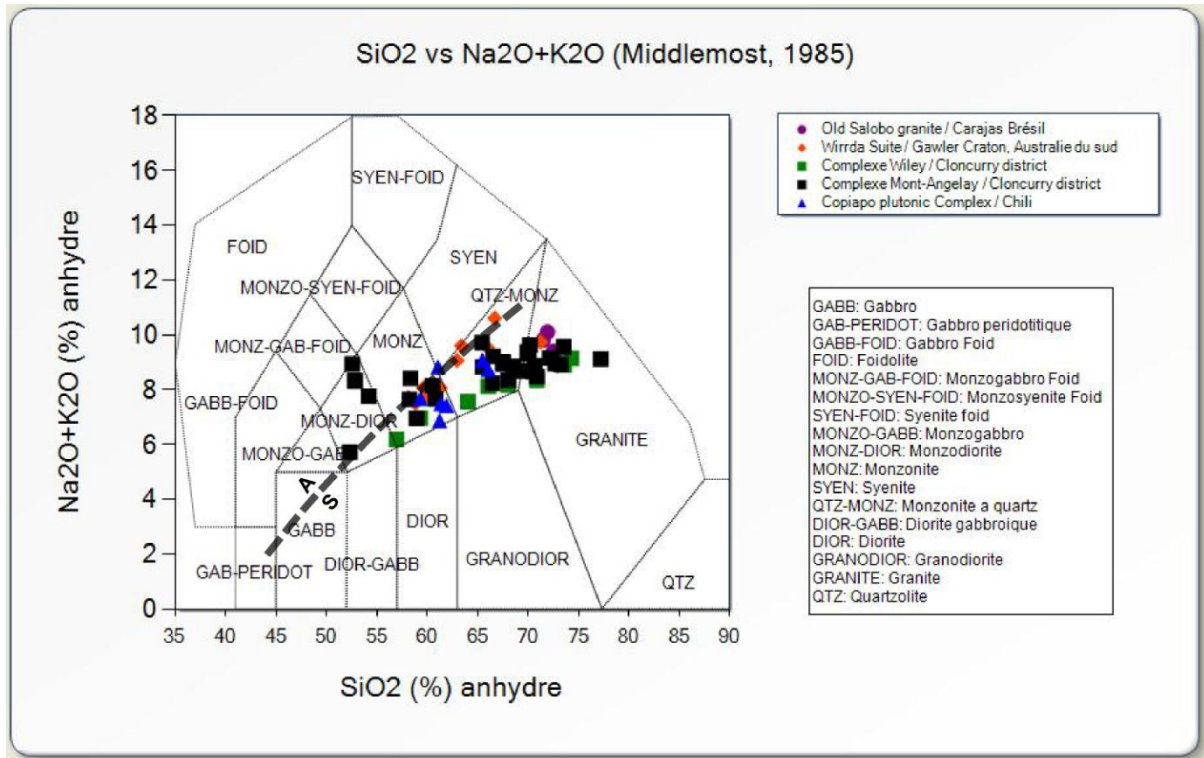 SiO2 vs Na2O+K2O (Middlemost, 1985)
18
16
14
12
10
8
6
4
2
0
Na2O+K2O (%) anhydre
35 45 50 55 60 65 70 75 80 85 90
40
SiO2 (%) anhydre
SYEN-FOID
FOID
SYEN
MONZO-SYEN-FOID
QTZ-MONZ
MONZ-GAB-FOID
MONZ
GABB-FOID
MONZ-DIOR
MONZO-GAB
GRANITE
A
S
GABB
DIOR
GAB-PERIDOT
DIOR-GABB
GRANODIOR
QTZ
Old Salobo granite / Carajas Brésil
Wirrda Suite / Gawler Craton, Australie du sud
Complexe Wiley / Cloncurry district
Complexe Mont-Angelay / Cloncurry district
Copiapo plutonic Complex / Chili
GABB: Gabbro
GAB-PERIDOT: Gabbro peridotitique
GABB-FOID: Gabbro Foid
FOID: Foidolite
MONZ-GAB-FOID: Monzogabbro Foid
MONZO-SYEN-FOID: Monzosyenite Foid
SYEN-FOID: Syenite foid
MONZO-GABB: Monzogabbro
MONZ-DIOR: Monzodiorite
MONZ: Monzonite
SYEN: Syenite
QTZ-MONZ: Monzonite a quartz
DIOR-GABB: Diorite gabbroique
DIOR: Diorite
GRANODIOR: Granodiorite
GRANITE: Granite
QTZ: Quartzolite